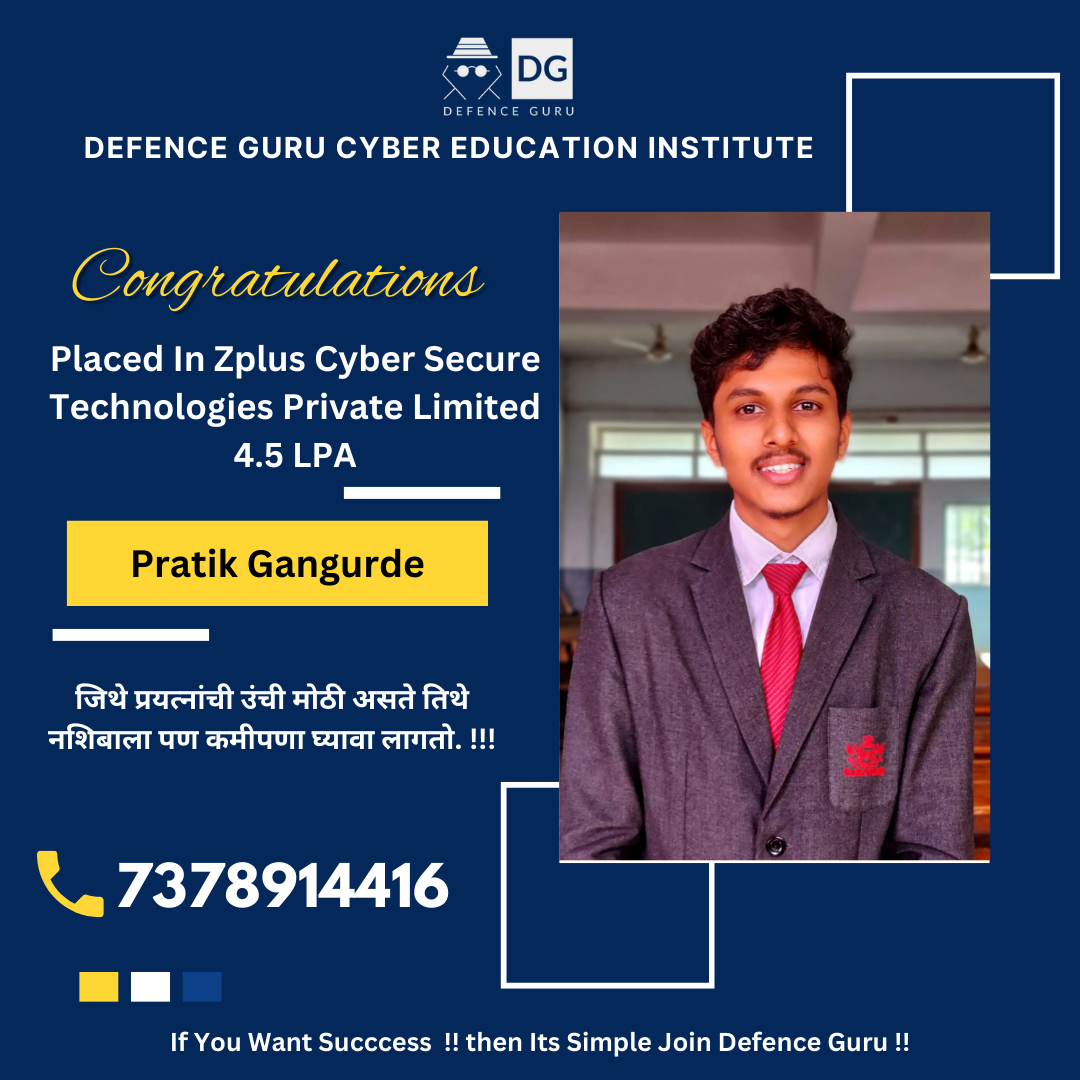 DG
DEFENCE GURU
DEFENCE GURU CYBER EDUCATION INSTITUTE
Congratulations
Placed In Zplus Cyber Secure
Technologies Private Limited
4.5 LPA
Pratik Gangurde
जिथे प्रयत्नांची उंची मोठी असते तिथे
नशिबाला पण कमीपणा घ्यावा लागतो. !!!
7378914416
If You Want Succcess !! then Its Simple Join Defence Guru !!